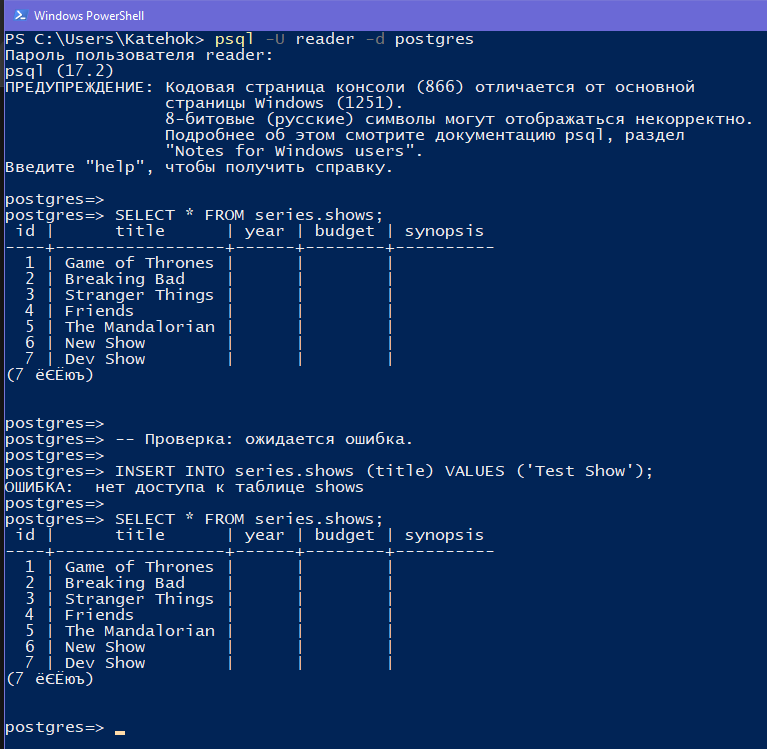 Windows PowerShell
PS C:\Users\Katehok> psql -U reader -d postgres
Пароль пользователя reader:
psql (17.2)
ПРЕДУПРЕЖДЕНИЕ: Кодовая страница консоли (866) отличается от основной
                страницы Windows (1251).
                8-битовые (русские) символы могут отображаться некорректно.
                Подробнее об этом смотрите документацию psql, раздел
                "Notes for Windows users".
Введите "help", чтобы получить справку.

postgres=>
postgres=> SELECT * FROM series.shows;
 id |      title      | year | budget | synopsis
----+-----------------+------+--------+----------
  1 | Game of Thrones |      |        |
  2 | Breaking Bad    |      |        |
  3 | Stranger Things |      |        |
  4 | Friends         |      |        |
  5 | The Mandalorian |      |        |
  6 | New Show        |      |        |
  7 | Dev Show        |      |        |
(7 ёЄЁюъ)

postgres=>
postgres=> -- Проверка: ожидается ошибка.
postgres=>
postgres=> INSERT INTO series.shows (title) VALUES ('Test Show');
ОШИБКА:  нет доступа к таблице shows
postgres=>
postgres=> SELECT * FROM series.shows;
 id |      title      | year | budget | synopsis
----+-----------------+------+--------+----------
  1 | Game of Thrones |      |        |
  2 | Breaking Bad    |      |        |
  3 | Stranger Things |      |        |
  4 | Friends         |      |        |
  5 | The Mandalorian |      |        |
  6 | New Show        |      |        |
  7 | Dev Show        |      |        |
(7 ёЄЁюъ)

postgres=>